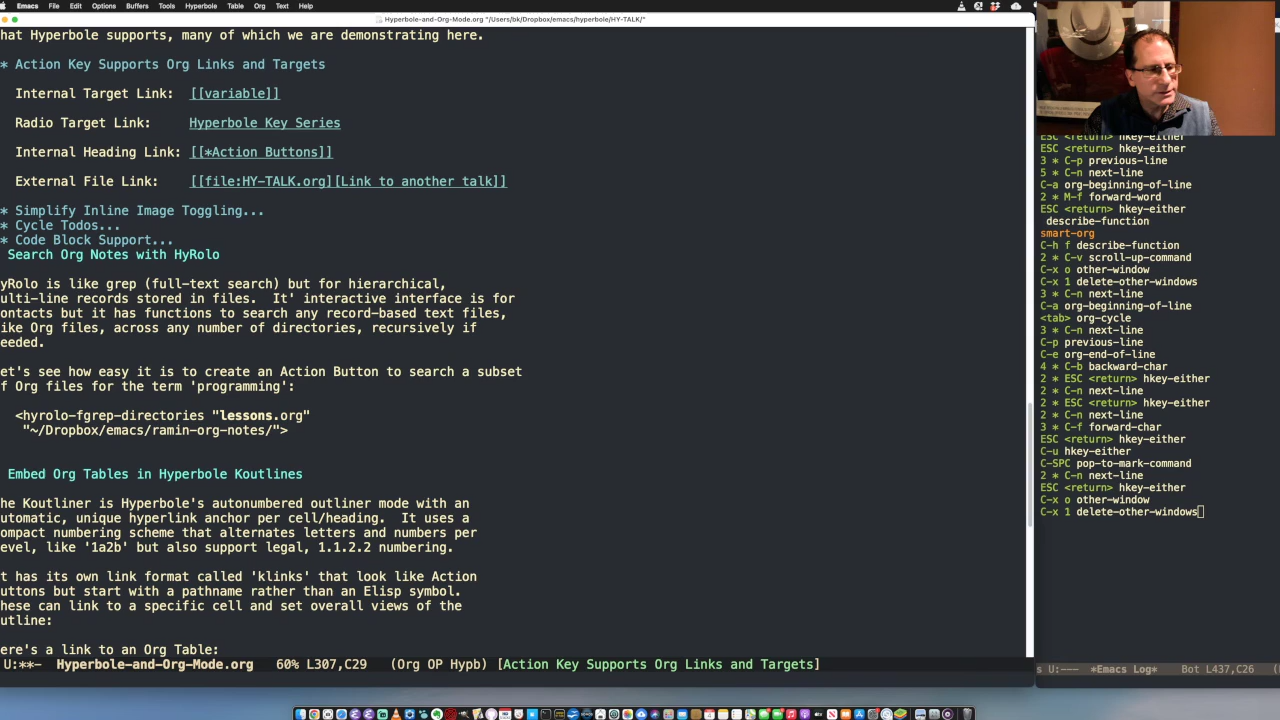 Emacs File Edit Options Buffers Tools Hyperbole Table Org Text Help
Hyperbole-and-Org-Mode.org "/Users/bk/Dropbox/emacs/hyperbole/HY-TALK/"
hat Hyperbole supports, many of which we are demonstrating here.
* Action Key Supports Org Links and Targets
Internal Target Link: [[variable]]
Radio Target Link: Hyperbole Key Series
Internal Heading Link: [[*Action Buttons]]
External File Link: [[file:HY-TALK.org][Link to another talk]]
* Simplify Inline Image Toggling...
* Cycle Todos...
* Code Block Support...
Search Org Notes with HyRolo
yRolo is like grep (full-text search) but for hierarchical,
ulti-line records stored in files. It' interactive interface is for
ontacts but it has functions to search any record-based text files,
ike Org files, across any number of directories, recursively if
eeded.
et's see how easy it is to create an Action Button to search a subset
f Org files for the term 'programming':
<hyrolo-fgrep-directories "lessons.org"
"~/Dropbox/emacs/ramin-org-notes/">
Embed Org Tables in Hyperbole Koutlines
he Koutliner is Hyperbole's autonumbered outliner mode with an
utomatic, unique hyperlink anchor per cell/heading. It uses a
ompact numbering scheme that alternates letters and numbers per
evel, like '1a2b' but also support legal, 1.1.2.2 numbering.
t has its own link format called 'klinks' that look like Action
uttons but start with a pathname rather than an Elisp symbol.
hese can link to a specific cell and set overall views of the
utline:
ere's a link to an Org Table:
U:**- Hyperbole-and-Org-Mode.org 60% L307,C29 (Org OP Hypb) [Action Key Supports Org Links and Targets]
ESC <return> hkey-either
ESC <return> hkey-either
3 * C-p previous-line
5 * C-n next-line
C-a org-beginning-of-line
2 * M-f forward-word
ESC <return> hkey-either
describe-function
smart-org
C-h f describe-function
2 * C-v scroll-up-command
C-x o other-window
C-x 1 delete-other-windows
3 * C-n next-line
C-a org-beginning-of-line
<tab> org-cycle
3 * C-n next-line
C-p previous-line
C-e org-end-of-line
4 * C-b backward-char
2 * ESC <return> hkey-either
2 * C-n next-line
2 * ESC <return> hkey-either
2 * C-n next-line
3 * C-f forward-char
ESC <return> hkey-either
C-u hkey-either
C-SPC pop-to-mark-command
2 * C-n next-line
ESC <return> hkey-either
C-x o other-window
C-x 1 delete-other-windows
s U:--- *Emacs Log* Bot L437,C26 (